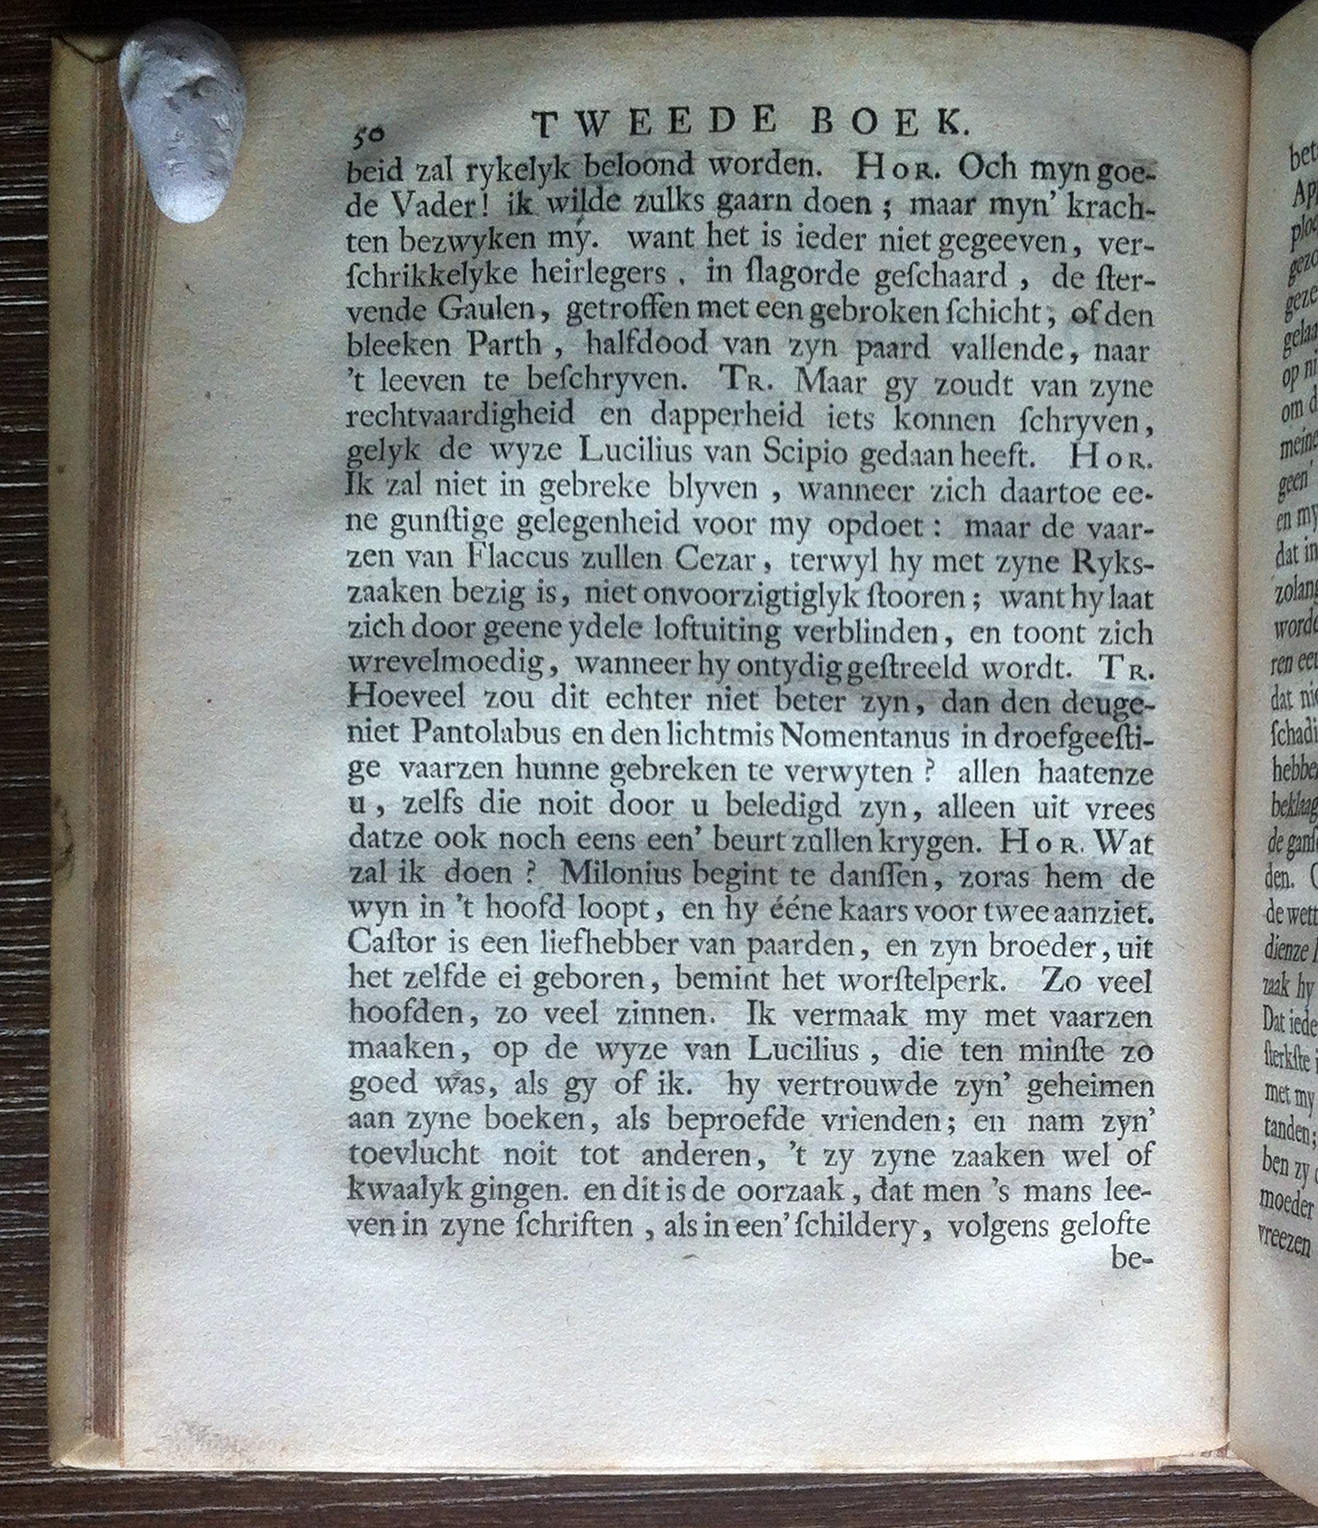 50 TWEEDE BOEK.
beid zal rykelyk beloond worden. HOR. Och myn goe-
de Vader! ik wilde zulks gaarn doen; maar myn' krach-
ten bezwyken my. want het is ieder niet gegeeven, ver-
ſchrikkelyke heirlegers, in ſlagorde geſchaard, de ſter-
vende Gaulen, getroffen met een gebroken ſchicht; of den
bleeken Parth, halfdood van zyn paard vallende, naar
't leeven te beſchryven. TR. Maar gy zoudt van zyne
rechtvaardigheid en dapperheid iets konnen ſchryven,
gelyk de wyze Lucilius van Scipio gedaan heeft. HOR.
Ik zal niet in gebreke blyven, wanneer zich daartoe ee-
ne gunſtige gelegenheid voor my opdoet: maar de vaar-
zen van Flaccus zullen Cezar, terwyl hy met zyne Ryks-
zaaken bezig is, niet onvoorzigtiglyk ſtooren; want hy laat
zich door geene ydele loftuiting verblinden, en toont zich
wrevelmoedig, wanneer hy ontydig geſtreeld wordt. TR.
Hoeveel zou dit echter niet beter zyn, dan den deuge-
niet Pantolabus en den lichtmis Nomentanus in droefgeeſti-
ge vaarzen hunne gebreken te verwyten? allen haatenze
u, zelfs die noit door u beledigd zyn, alleen uit vrees
datze ook noch eens een' beurt zullen krygen. HOR. Wat
zal ik doen? Milonius begint te danſſen, zoras hem de
wyn in 't hoofd loopt, en hy ééne kaars voor twee aanziet.
Caſtor is een liefhebber van paarden, en zyn broeder, uit
het zelfde ei geboren, bemint het worſtelperk. Zo veel
hoofden, zo veel zinnen. Ik vermaak my met vaarzen
maaken, op de wyze van Lucilius, die ten minſte zo
goed was, als gy of ik. hy vertrouwde zyn' geheimen
aan zyne boeken, als beproefde vrienden; en nam zyn'
toevlucht noit tot anderen, 't zy zyne zaaken wel of
kwaalyk gingen. en dit is de oorzaak, dat men 's mans lee-
ven in zyne ſchriften, als in een' ſchildery, volgens gelofte
be-